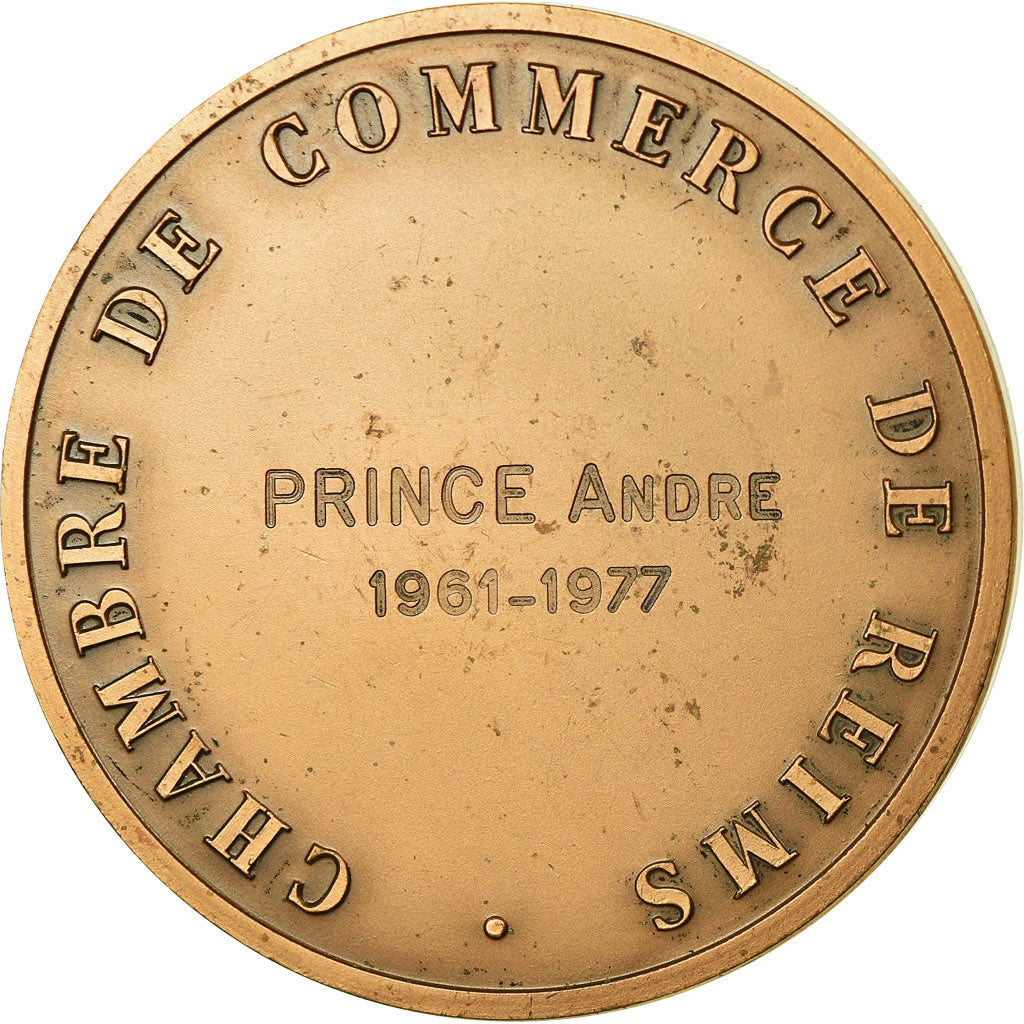 CHAMBRE DE COMMERCE DE REIMS
PRINCE ANDRE
1961-1977